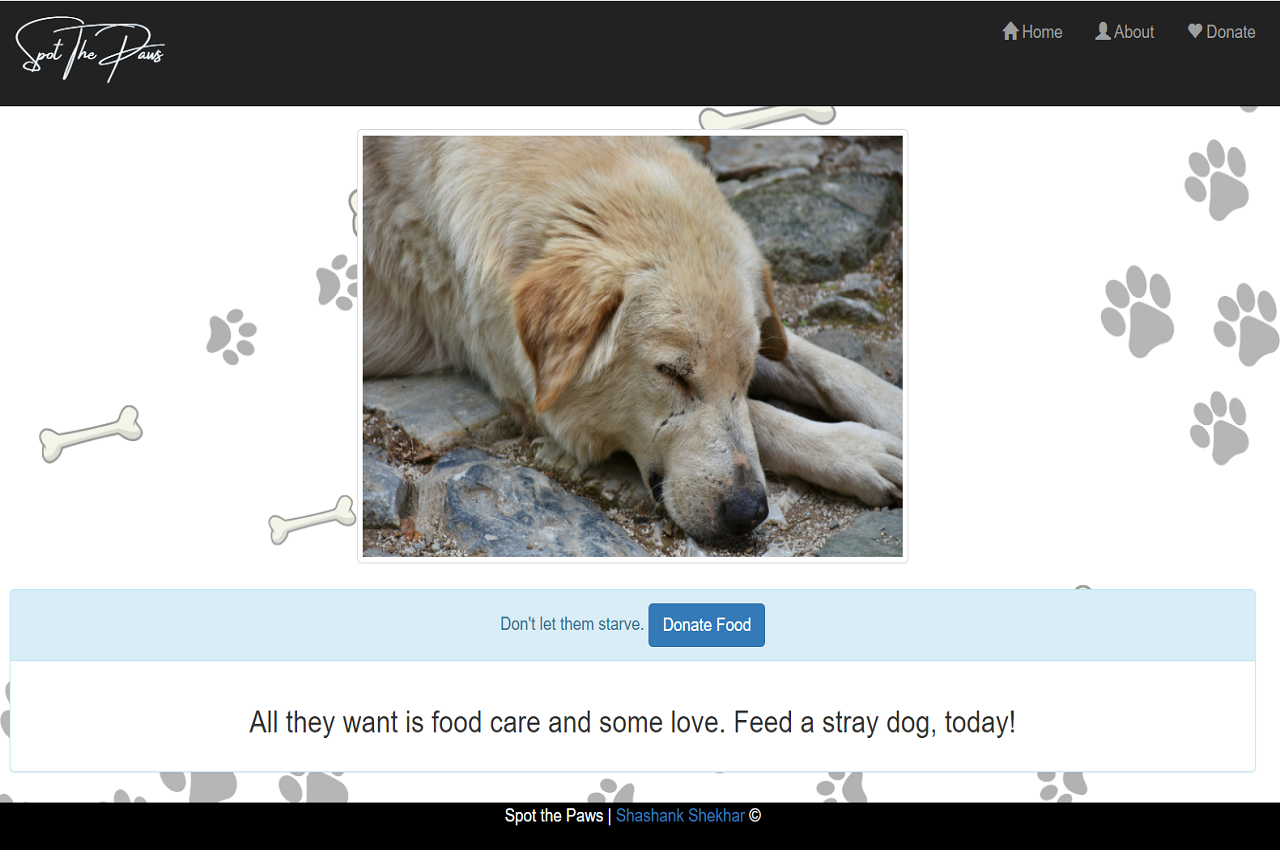 Spot The Paws
Home About Donate
Don't let them starve. Donate Food
All they want is food care and some love. Feed a stray dog, today!
Spot the Paws | Shashank Shekhar ©